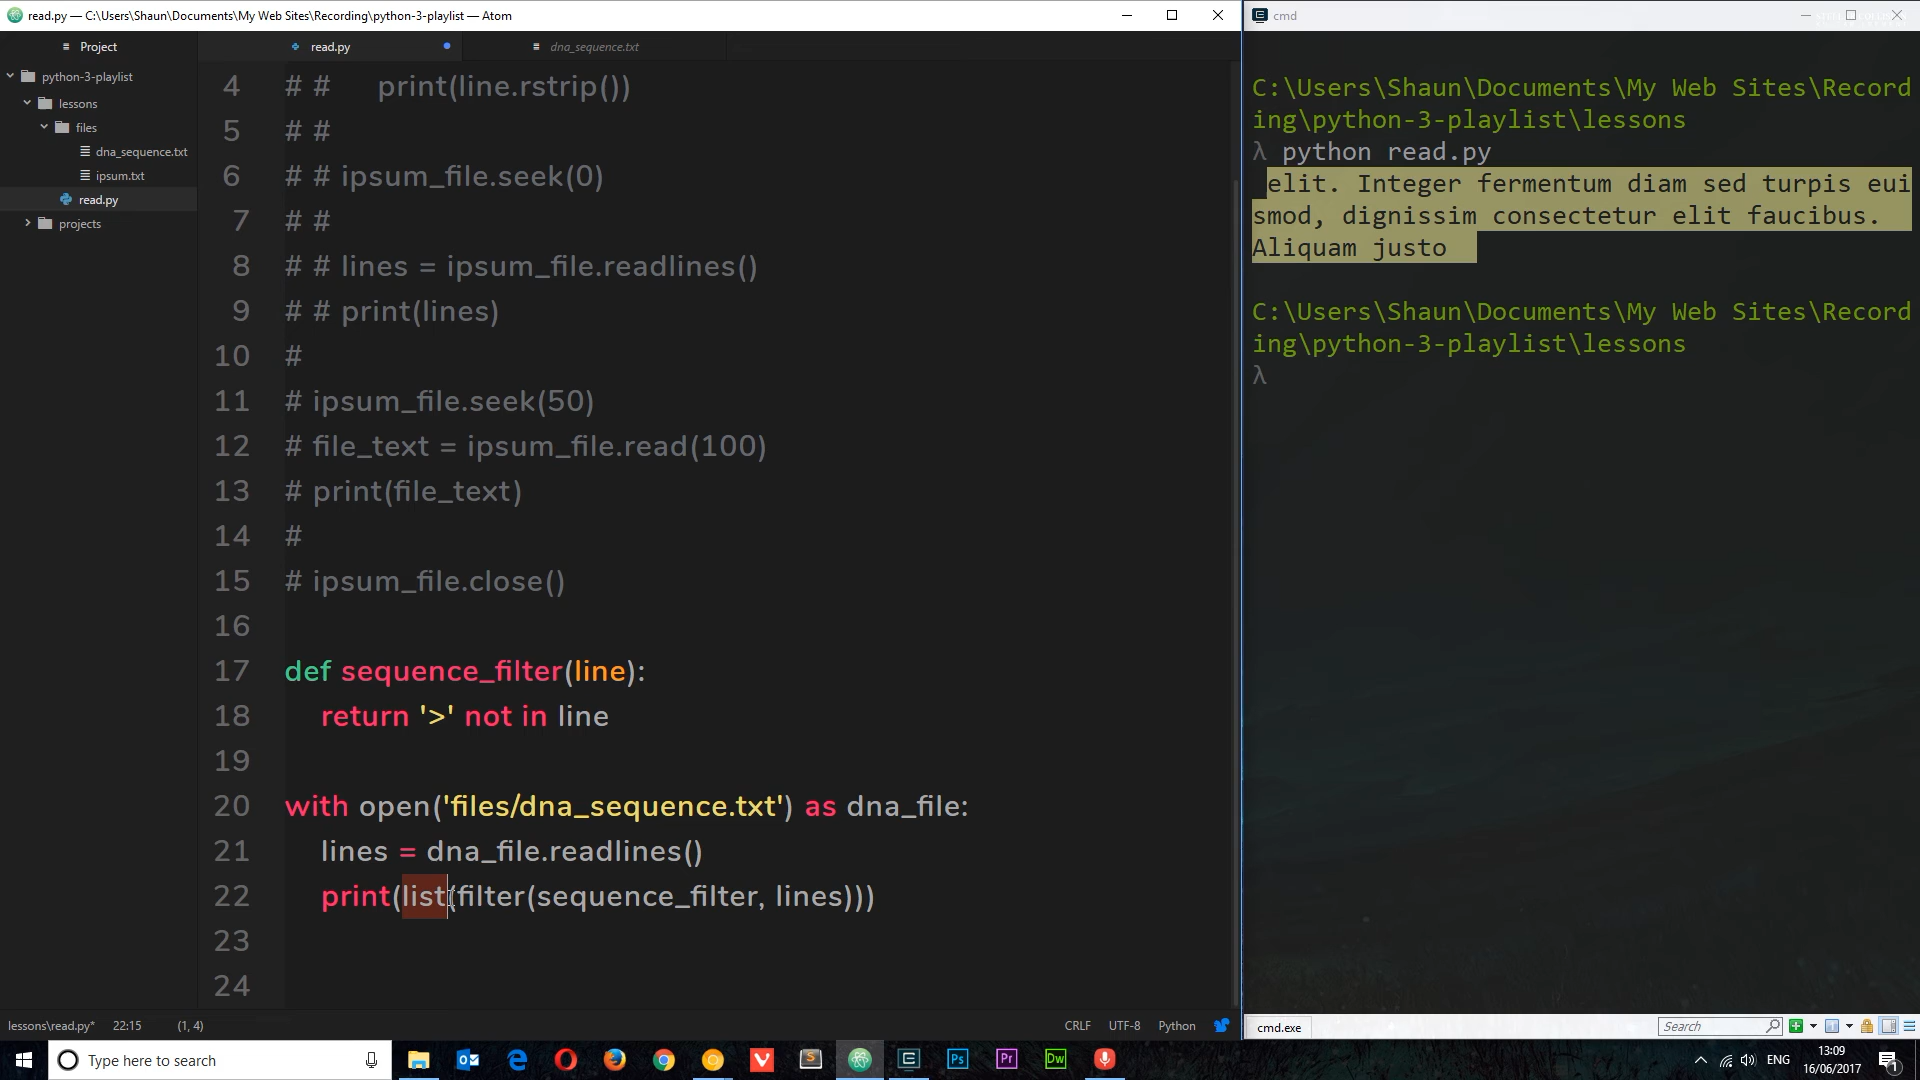 read.py — C:\Users\Shaun\Documents\My Web Sites\Recording\python-3-playlist — Atom
Project
python-3-playlist
lessons
files
dna_sequence.txt
ipsum.txt
read.py
projects
read.py
dna_sequence.txt
4 # #     print(line.rstrip())
5 # #
6 # # ipsum_file.seek(0)
7 # #
8 # # lines = ipsum_file.readlines()
9 # # print(lines)
10 #
11 # ipsum_file.seek(50)
12 # file_text = ipsum_file.read(100)
13 # print(file_text)
14 #
15 # ipsum_file.close()
16
17 def sequence_filter(line):
18     return '>' not in line
19
20 with open('files/dna_sequence.txt') as dna_file:
21     lines = dna_file.readlines()
22     print(list(filter(sequence_filter, lines)))
23
24
lessons\read.py* 22:15 (1, 4) CRLF UTF-8 Python
cmd
C:\Users\Shaun\Documents\My Web Sites\Record
ing\python-3-playlist\lessons
λ python read.py
elit. Integer fermentum diam sed turpis eui
smod, dignissim consectetur elit faucibus.
Aliquam justo
C:\Users\Shaun\Documents\My Web Sites\Record
ing\python-3-playlist\lessons
λ
cmd.exe Search
Type here to search
Ps Pr Dw
ENG 13:09
16/06/2017
1